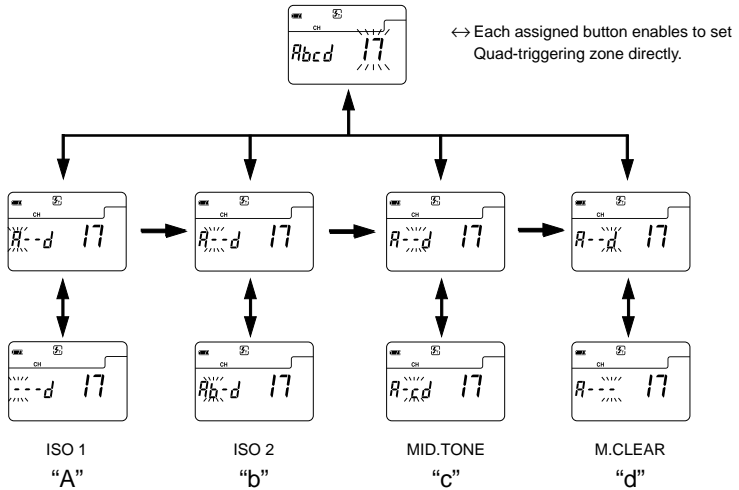 CH
Abcd 17
↔ Each assigned button enables to set
Quad-triggering zone directly.
CH
A--d 17
CH
A--d 17
CH
A--d 17
CH
A--d 17
CH
---d 17
CH
Ab-d 17
CH
A-cd 17
CH
A--- 17
ISO 1
ISO 2
MID.TONE
M.CLEAR
“A”
“b”
“c”
“d”